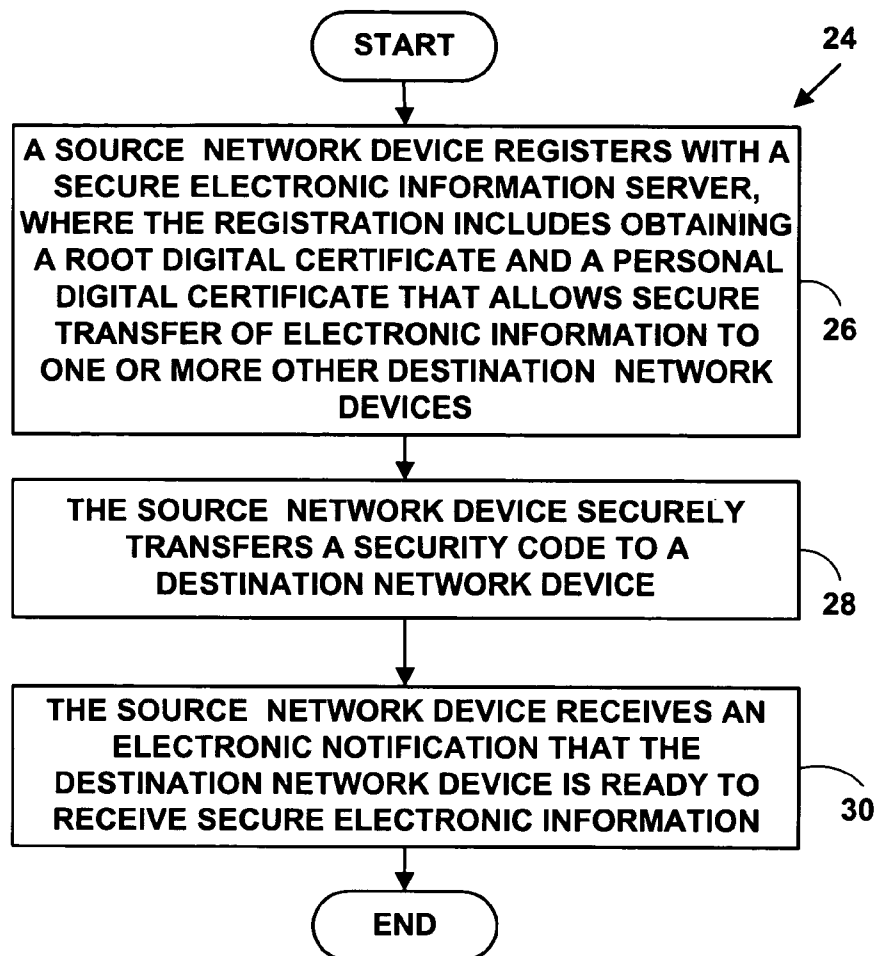 START
24
A SOURCE NETWORK DEVICE REGISTERS WITH A
SECURE ELECTRONIC INFORMATION SERVER,
WHERE THE REGISTRATION INCLUDES OBTAINING
A ROOT DIGITAL CERTIFICATE AND A PERSONAL
DIGITAL CERTIFICATE THAT ALLOWS SECURE
TRANSFER OF ELECTRONIC INFORMATION TO
ONE OR MORE OTHER DESTINATION NETWORK
DEVICES
26
THE SOURCE NETWORK DEVICE SECURELY
TRANSFERS A SECURITY CODE TO A
DESTINATION NETWORK DEVICE
28
THE SOURCE NETWORK DEVICE RECEIVES AN
ELECTRONIC NOTIFICATION THAT THE
DESTINATION NETWORK DEVICE IS READY TO
RECEIVE SECURE ELECTRONIC INFORMATION
30
END